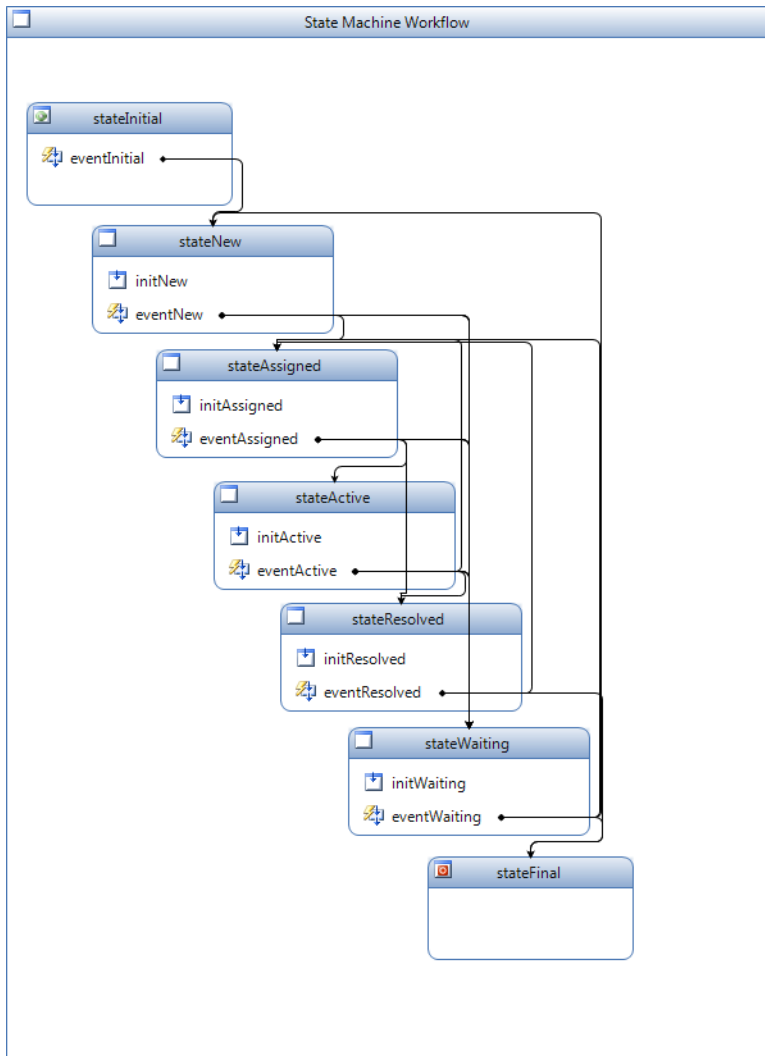 State Machine Workflow
stateInitial
eventInitial
stateNew
initNew
eventNew
stateAssigned
initAssigned
eventAssigned
stateActive
initActive
eventActive
stateResolved
initResolved
eventResolved
stateWaiting
initWaiting
eventWaiting
stateFinal